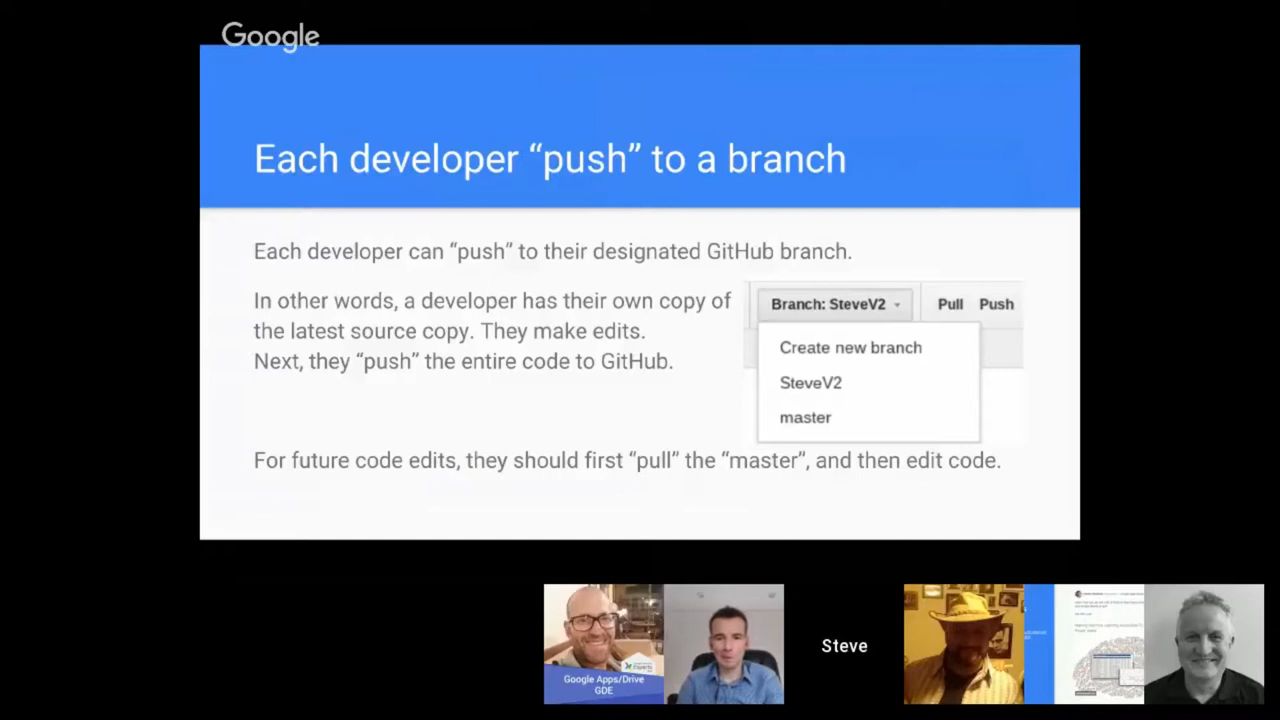 Google
Each developer “push” to a branch
Each developer can “push” to their designated GitHub branch.
In other words, a developer has their own copy of
the latest source copy. They make edits.
Next, they “push” the entire code to GitHub.
Branch: SteveV2
Pull
Push
Create new branch
SteveV2
master
For future code edits, they should first “pull” the “master”, and then edit code.
Experts
Google Apps/Drive
GDE
Steve